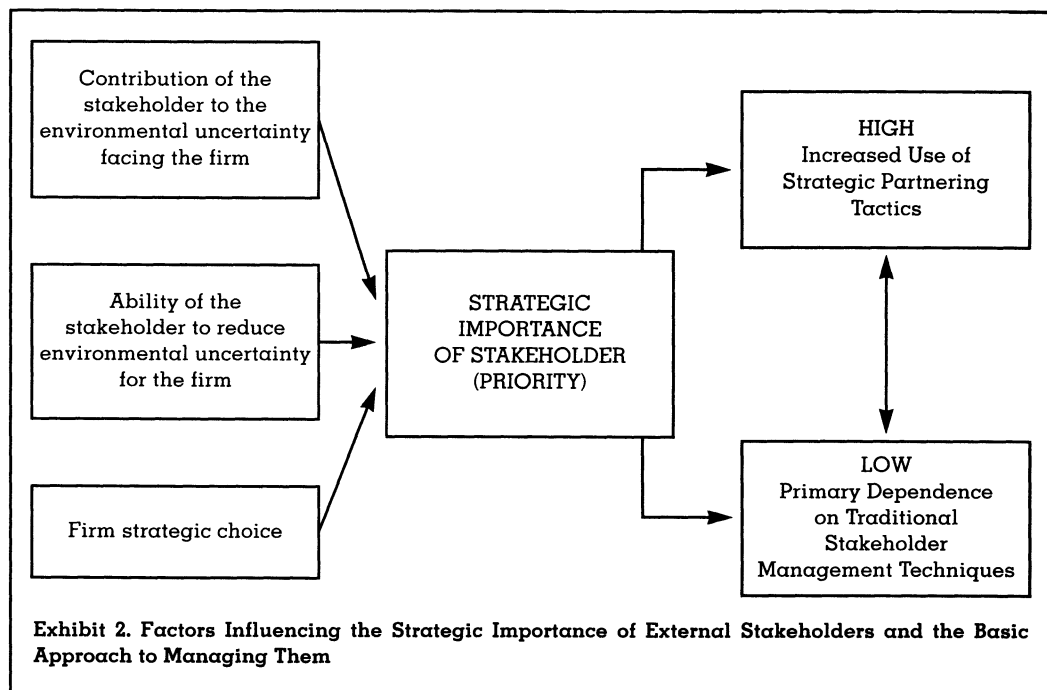 Contribution of the
stakeholder to the
environmental uncertainty
facing the firm
Ability of the
stakeholder to reduce
environmental uncertainty
for the firm
Firm strategic choice
STRATEGIC
IMPORTANCE
OF STAKEHOLDER
(PRIORITY)
HIGH
Increased Use of
Strategic Partnering
Tactics
LOW
Primary Dependence
on Traditional
Stakeholder
Management Techniques
Exhibit 2. Factors Influencing the Strategic Importance of External Stakeholders and the Basic
Approach to Managing Them